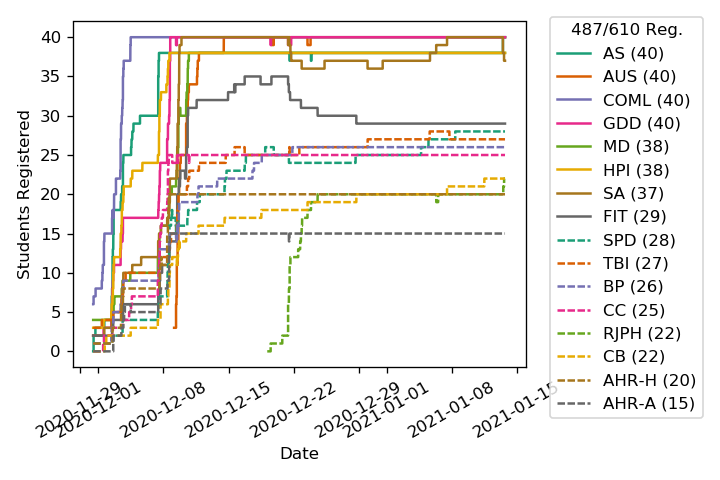 487/610 Reg.
AS (40)
AUS (40)
COML (40)
GDD (40)
MD (38)
HPI (38)
SA (37)
FIT (29)
SPD (28)
TBI (27)
BP (26)
CC (25)
RJPH (22)
CB (22)
AHR-H (20)
AHR-A (15)
Students Registered
40
35
30
25
20
15
10
5
0
2020-11-29
2020-12-01
2020-12-08
2020-12-15
2020-12-22
2020-12-29
2021-01-01
2021-01-08
2021-01-15
Date